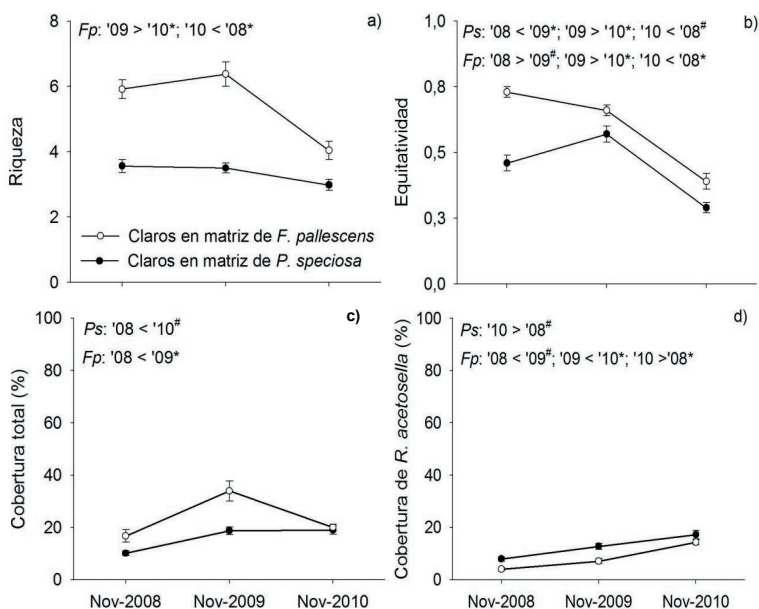 a)
Fp: '09 > '10*; '10 < '08*
8
6
4
2
0
Riqueza
Claros en matriz de F. pallescens
Claros en matriz de P. speciosa
b)
Ps: '08 < '09*; '09 > '10*; '10 < '08#
Fp: '08 > '09#; '09 > '10*; '10 < '08*
1,0
0,8
0,5
0,3
0,0
Equitatividad
c)
Ps: '08 < '10#
Fp: '08 < '09*
100
80
60
40
20
0
Cobertura total (%)
Nov-2008 Nov-2009 Nov-2010
d)
Ps: '10 > '08#
Fp: '08 < '09#; '09 < '10*; '10 >'08*
100
80
60
40
20
0
Cobertura de R. acetosella (%)
Nov-2008 Nov-2009 Nov-2010